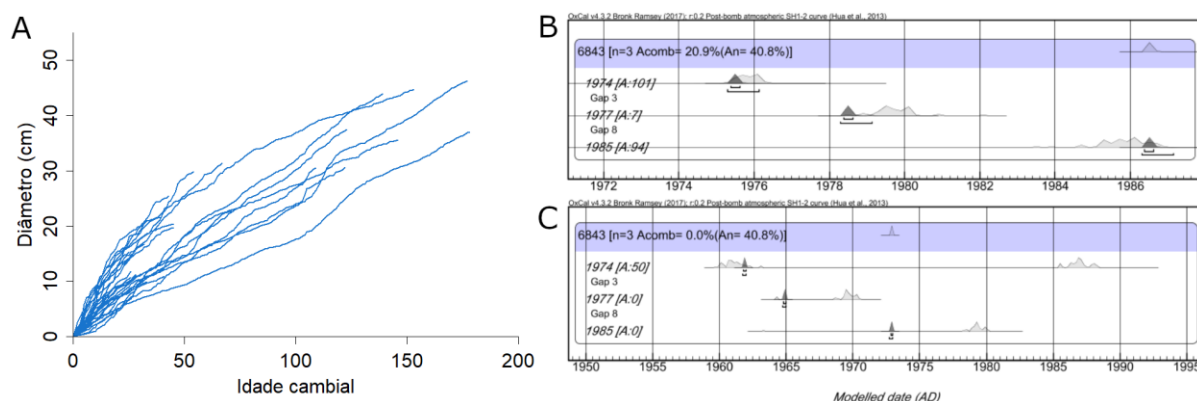 A
Diâmetro (cm)
50
40
30
20
10
0
0 50 100 150 200
Idade cambial
B
OxCal v4.3.2 Bronk Ramsey (2017); r:0.2 Post-bomb atmospheric SH1-2 curve (Hua et al., 2013)
6843 [n=3 Acomb= 20.9%(An= 40.8%)]
1974 [A:101]
Gap 3
1977 [A:7]
Gap 8
1985 [A:94]
1972 1974 1976 1978 1980 1982 1984 1986
C
OxCal v4.3.2 Bronk Ramsey (2017); r:0.2 Post-bomb atmospheric SH1-2 curve (Hua et al., 2013)
6843 [n=3 Acomb= 0.0%(An= 40.8%)]
1974 [A:50]
Gap 3
1977 [A:0]
Gap 8
1985 [A:0]
1950 1955 1960 1965 1970 1975 1980 1985 1990 1995
Modelled date (AD)